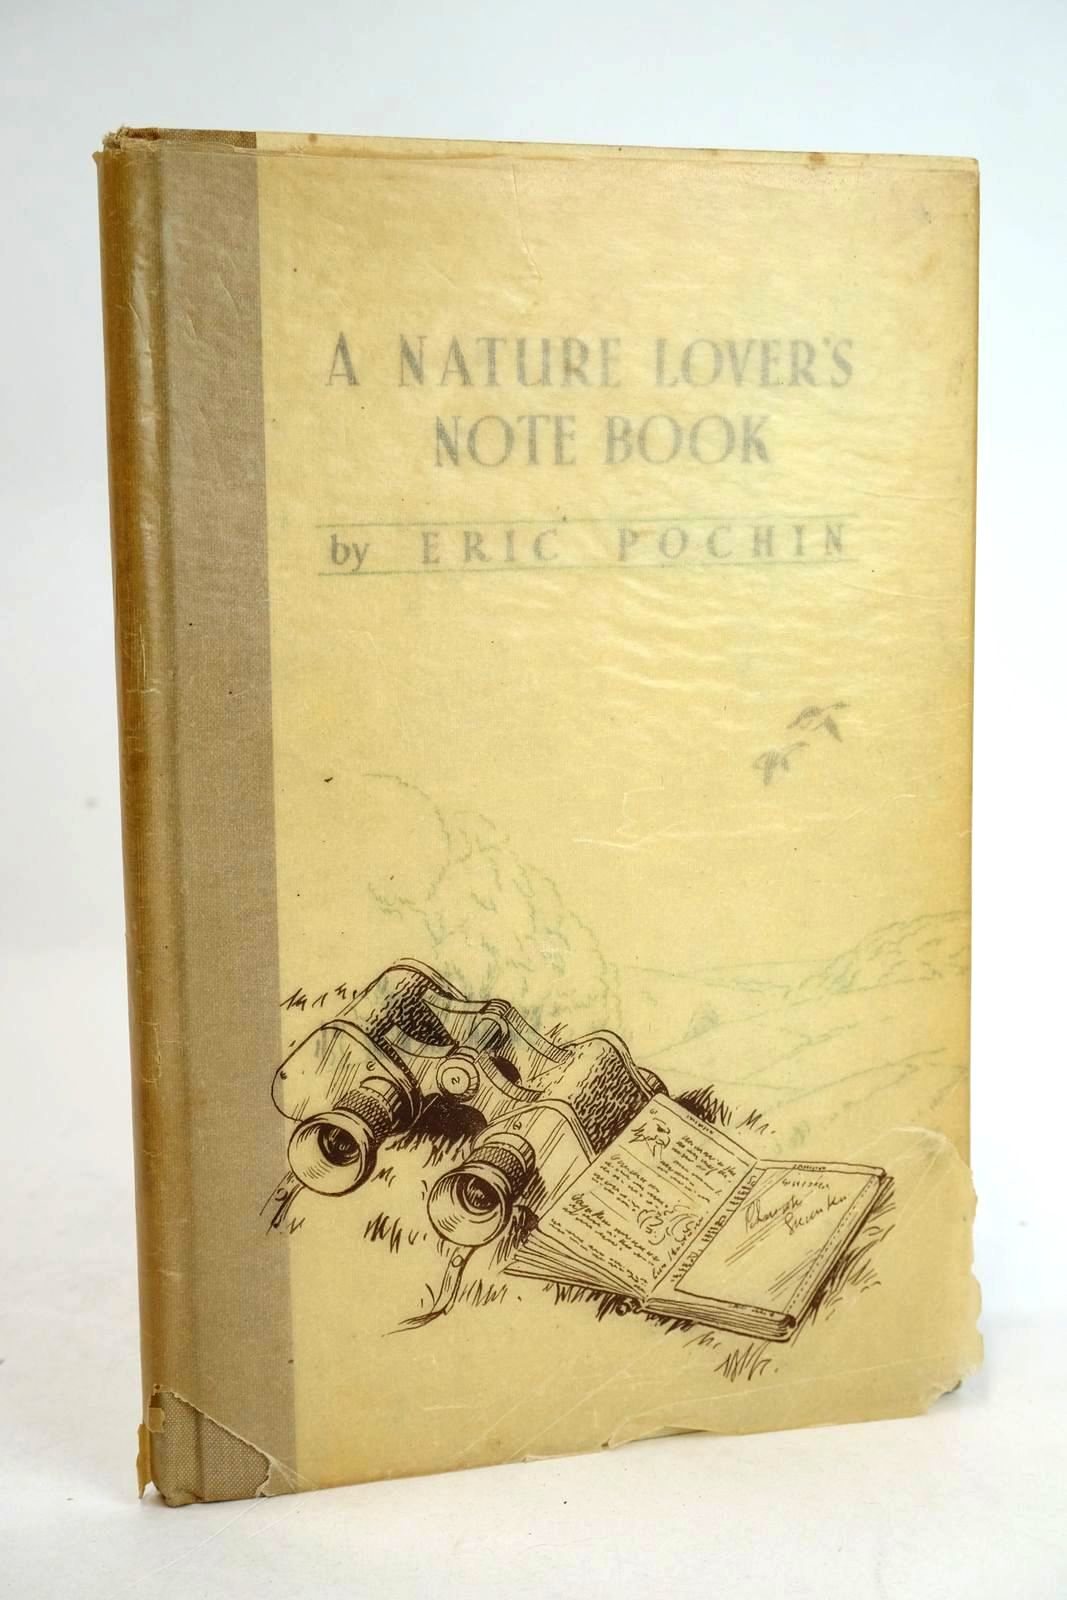 A NATURE LOVER'S
NOTE BOOK
by ERIC POCHIN